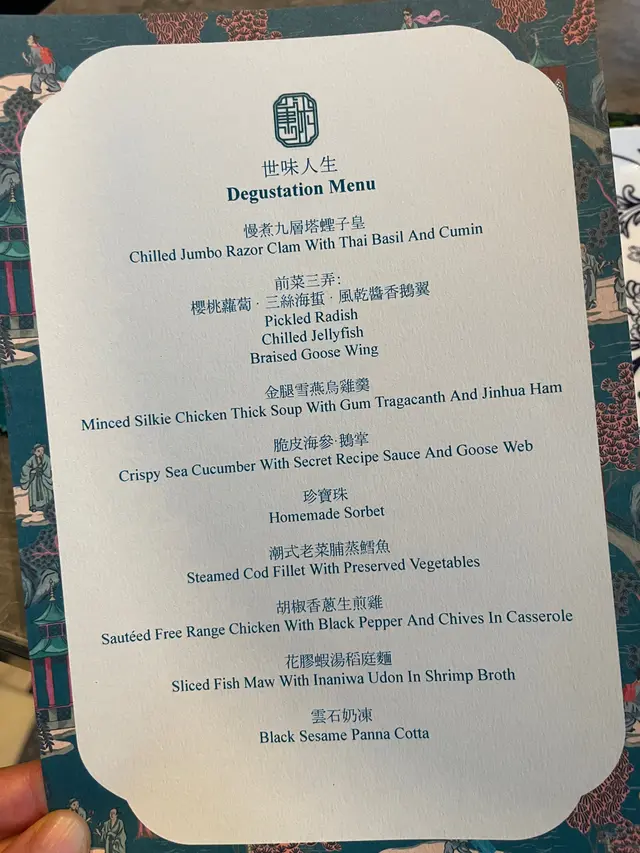 世味人生
Degustation Menu
慢煮九層塔蟶子皇
Chilled Jumbo Razor Clam With Thai Basil And Cumin
前菜三弄:
櫻桃蘿蔔·三絲海蜇·風乾醬香鵝翼
Pickled Radish
Chilled Jellyfish
Braised Goose Wing
金腿雪燕烏雞羹
Minced Silkie Chicken Thick Soup With Gum Tragacanth And Jinhua Ham
脆皮海參·鵝掌
Crispy Sea Cucumber With Secret Recipe Sauce And Goose Web
珍寶珠
Homemade Sorbet
潮式老菜脯蒸鱈魚
Steamed Cod Fillet With Preserved Vegetables
胡椒香蔥生煎雞
Sautéed Free Range Chicken With Black Pepper And Chives In Casserole
花膠蝦湯稻庭麵
Sliced Fish Maw With Inaniwa Udon In Shrimp Broth
雲石奶凍
Black Sesame Panna Cotta